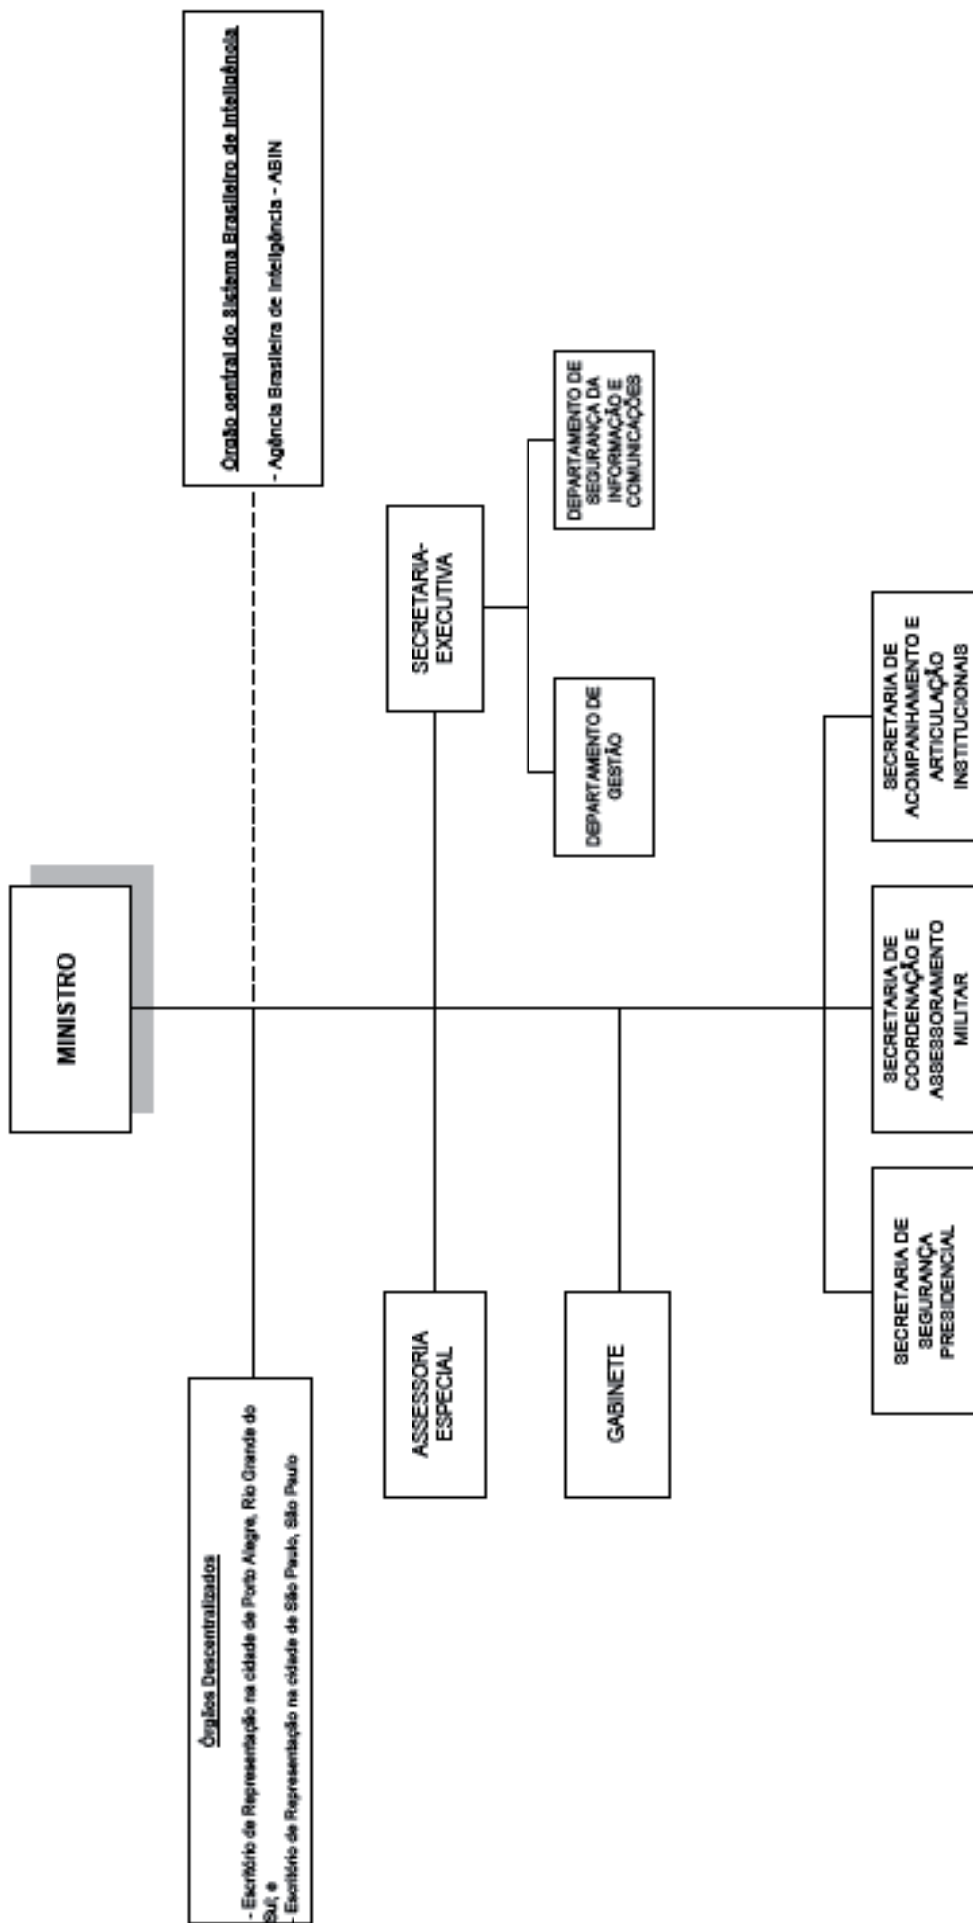 MINISTRO
Órgãos Descentralizados
- Escritório de Representação na cidade de Porto Alegre, Rio Grande do
Sul; e
- Escritório de Representação na cidade de São Paulo, São Paulo
Órgão central do Sistema Brasileiro de Inteligência
- Agência Brasileira de Inteligência - ABIN
ASSESSORIA
ESPECIAL
SECRETARIA-
EXECUTIVA
GABINETE
DEPARTAMENTO DE
GESTÃO
DEPARTAMENTO DE
SEGURANÇA DA
INFORMAÇÃO E
COMUNICAÇÕES
SECRETARIA DE
SEGURANÇA
PRESIDENCIAL
SECRETARIA DE
COORDENAÇÃO E
ASSESSORAMENTO
MILITAR
SECRETARIA DE
ACOMPANHAMENTO E
ARTICULAÇÃO
INSTITUCIONAIS